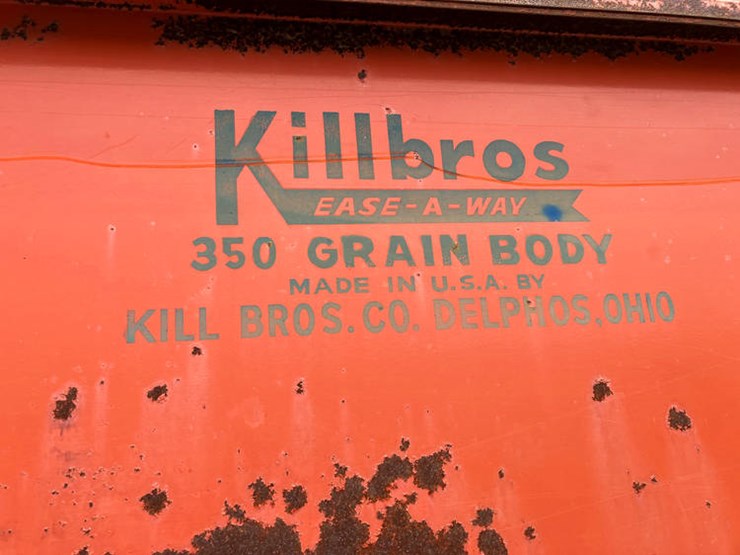 Killbros
EASE-A-WAY
350 GRAIN BODY
MADE IN U.S.A. BY
KILL BROS. CO. DELPHOS, OHIO